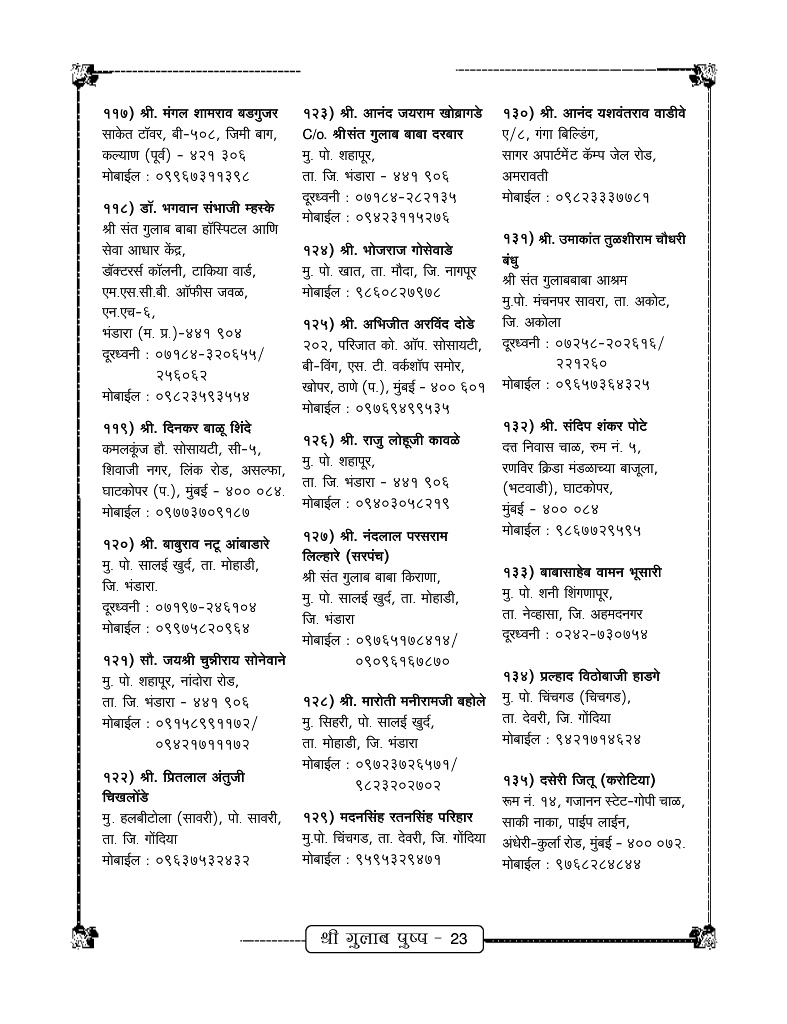 ११७) श्री. मंगल शामराव बडगुजर
साकेत टॉवर, बी-५०८, जिमी बाग,
कल्याण (पूर्व) - ४२१ ३०६
मोबाईल : ०९९६७३११३९८
११८) डॉ. भगवान संभाजी म्हस्के
श्री संत गुलाब बाबा हॉस्पिटल आणि
सेवा आधार केंद्र,
डॅाक्टरर्स कॉलनी, टाकिया वार्ड,
एम.एस.सी.बी. ऑफीस जवळ,
एन.एच-६,
भंडारा (म. प्र.)-४४१ ९०४
दूरध्वनी : ०७१८४-३२०६५५/
२५६०६२
मोबाईल : ०९८२३५९३५५४
११९) श्री. दिनकर बाळू शिंदे
कमलकूंज हौ. सोसायटी, सी-५,
शिवाजी नगर, लिंक रोड, असल्फा,
घाटकोपर (प.), मुंबई - ४०० ०८४.
मोबाईल : ०९७७३७०९१८७
१२०) श्री. बाबुराव नटू आंबाडारे
मु. पो. सालई खुर्द, ता. मोहाडी,
जि. भंडारा.
दूरध्वनी : ०७१९७-२४६१०४
मोबाईल : ०९९७५८२०९६४
१२१) सौ. जयश्री चुन्नीराय सोनेवाने
मु. पो. शहापूर, नांदोरा रोड,
ता. जि. भंडारा - ४४१ ९०६
मोबाईल : ०९१५८९९११७२/
०९४२१७१११७२
१२२) श्री. प्रितलाल अंतुजी
चिखलोंडे
मु. हलबीटोला (सावरी), पो. सावरी,
ता. जि. गोंदिया
मोबाईल : ०९६३७५३२४३२
१२३) श्री. आनंद जयराम खोब्रागडे
C/o. श्रीसंत गुलाब बाबा दरबार
मु. पो. शहापूर,
ता. जि. भंडारा - ४४१ ९०६
दूरध्वनी : ०७१८४-२८२१३५
मोबाईल : ०९४२३११५२७६
१२४) श्री. भोजराज गोसेवाडे
मु. पो. खात, ता. मौदा, जि. नागपूर
मोबाईल : ९८६०८२७९७८
१२५) श्री. अभिजीत अरविंद दोडे
२०२, परिजात को. ऑप. सोसायटी,
बी-विंग, एस. टी. वर्कशॉप समोर,
खोपर, ठाणे (प.), मुंबई - ४०० ६०१
मोबाईल : ०९७६९४९९५३५
१२६) श्री. राजु लोहूजी कावळे
मु. पो. शहापूर,
ता. जि. भंडारा - ४४१ ९०६
मोबाईल : ०९४०३०५८२१९
१२७) श्री. नंदलाल परसराम
लिल्हारे (सरपंच)
श्री संत गुलाब बाबा किराणा,
मु. पो. सालई खुर्द, ता. मोहाडी,
जि. भंडारा
मोबाईल : ०९७६५१७८४१४/
०९०९६१६७८७०
१२८) श्री. मारोती मनीरामजी बहोले
मु. सिहरी, पो. सालई खुर्द,
ता. मोहाडी, जि. भंडारा
मोबाईल : ०९७२३७२६५७१/
९८२३२०२७०२
१२९) मदनसिंह रतनसिंह परिहार
मु.पो. चिंचगड, ता. देवरी, जि. गोंदिया
मोबाईल : ९५९५३२९४७१
१३०) श्री. आनंद यशवंतराव वाडीवे
ए/८, गंगा बिल्डिंग,
सागर अपार्टमेंट कॅम्प जेल रोड,
अमरावती
मोबाईल : ०९८२३३३७७८१
१३१) श्री. उमाकांत तुळशीराम चौधरी
बंधु
श्री संत गुलाबबाबा आश्रम
मु.पो. मंचनपर सावरा, ता. अकोट,
जि. अकोला
दूरध्वनी : ०७२५८-२०२६१६/
२२१२६०
मोबाईल : ०९६५७३६४३२५
१३२) श्री. संदिप शंकर पोटे
दत्त निवास चाळ, रुम नं. ५,
रणविर क्रिडा मंडळाच्या बाजूला,
(भटवाडी), घाटकोपर,
मुंबई - ४०० ०८४
मोबाईल : ९८६७७२९५९५
१३३) बाबासाहेब वामन भूसारी
मु. पो. शनी शिंगणापूर,
ता. नेव्हासा, जि. अहमदनगर
दूरध्वनी : ०२४२-७३०७५४
१३४) प्रल्हाद विठोबाजी हाडगे
मु. पो. चिंचगड (चिचगड),
ता. देवरी, जि. गोंदिया
मोबाईल : ९४२१७१४६२४
१३५) दसेरी जितू (करोटिया)
रूम नं. १४, गजानन स्टेट-गोपी चाळ,
साकी नाका, पाईप लाईन,
अंधेरी-कुर्ला रोड, मुंबई - ४०० ०७२.
मोबाईल : ९७६८२८४८४४
श्री गुलाब पुष्प - 23